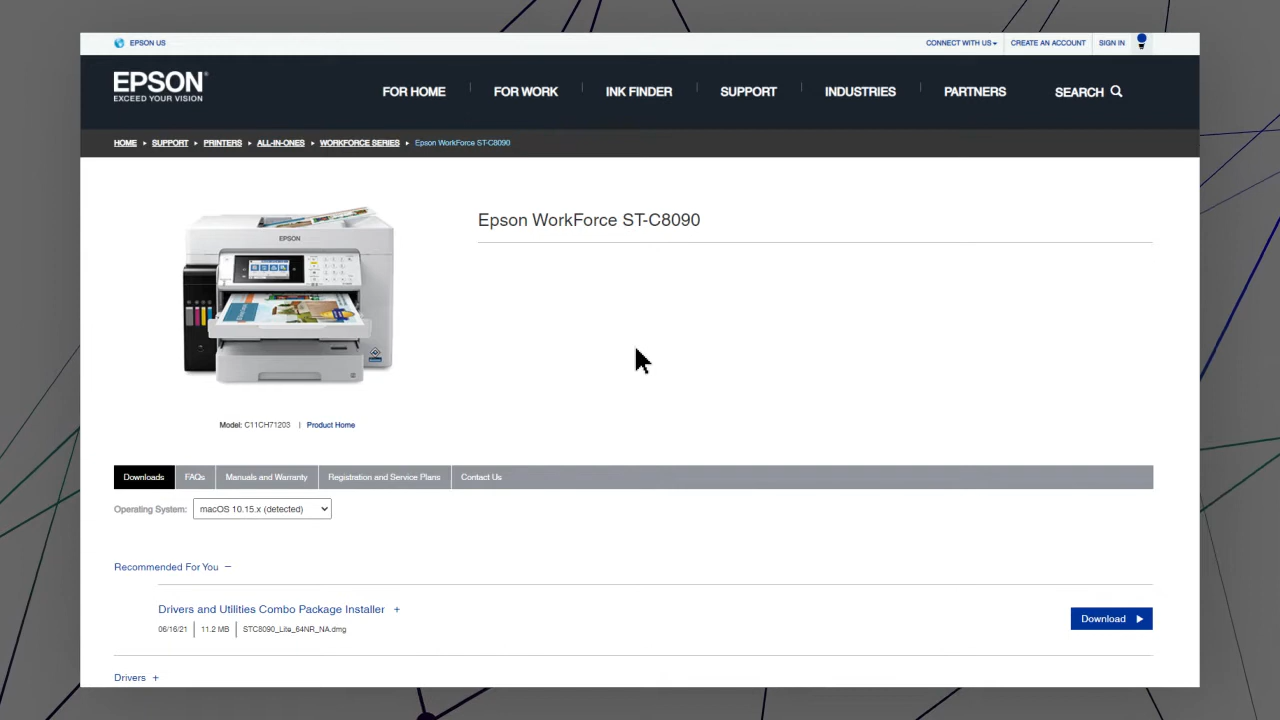 EPSON US
CONNECT WITH US
CREATE AN ACCOUNT
SIGN IN
EPSON
EXCEED YOUR VISION
FOR HOME
FOR WORK
INK FINDER
SUPPORT
INDUSTRIES
PARTNERS
SEARCH
HOME
SUPPORT
PRINTERS
ALL-IN-ONES
WORKFORCE SERIES
Epson WorkForce ST-C8090
EPSON
Epson WorkForce ST-C8090
Model: C11CH71203 | Product Home
Downloads
FAQs
Manuals and Warranty
Registration and Service Plans
Contact Us
Operating System: macOS 10.15.x (detected)
Recommended For You −
Drivers and Utilities Combo Package Installer +
06/16/21 | 11.2 MB | STC8090_Lite_64NR_NA.dmg
Download
Drivers +